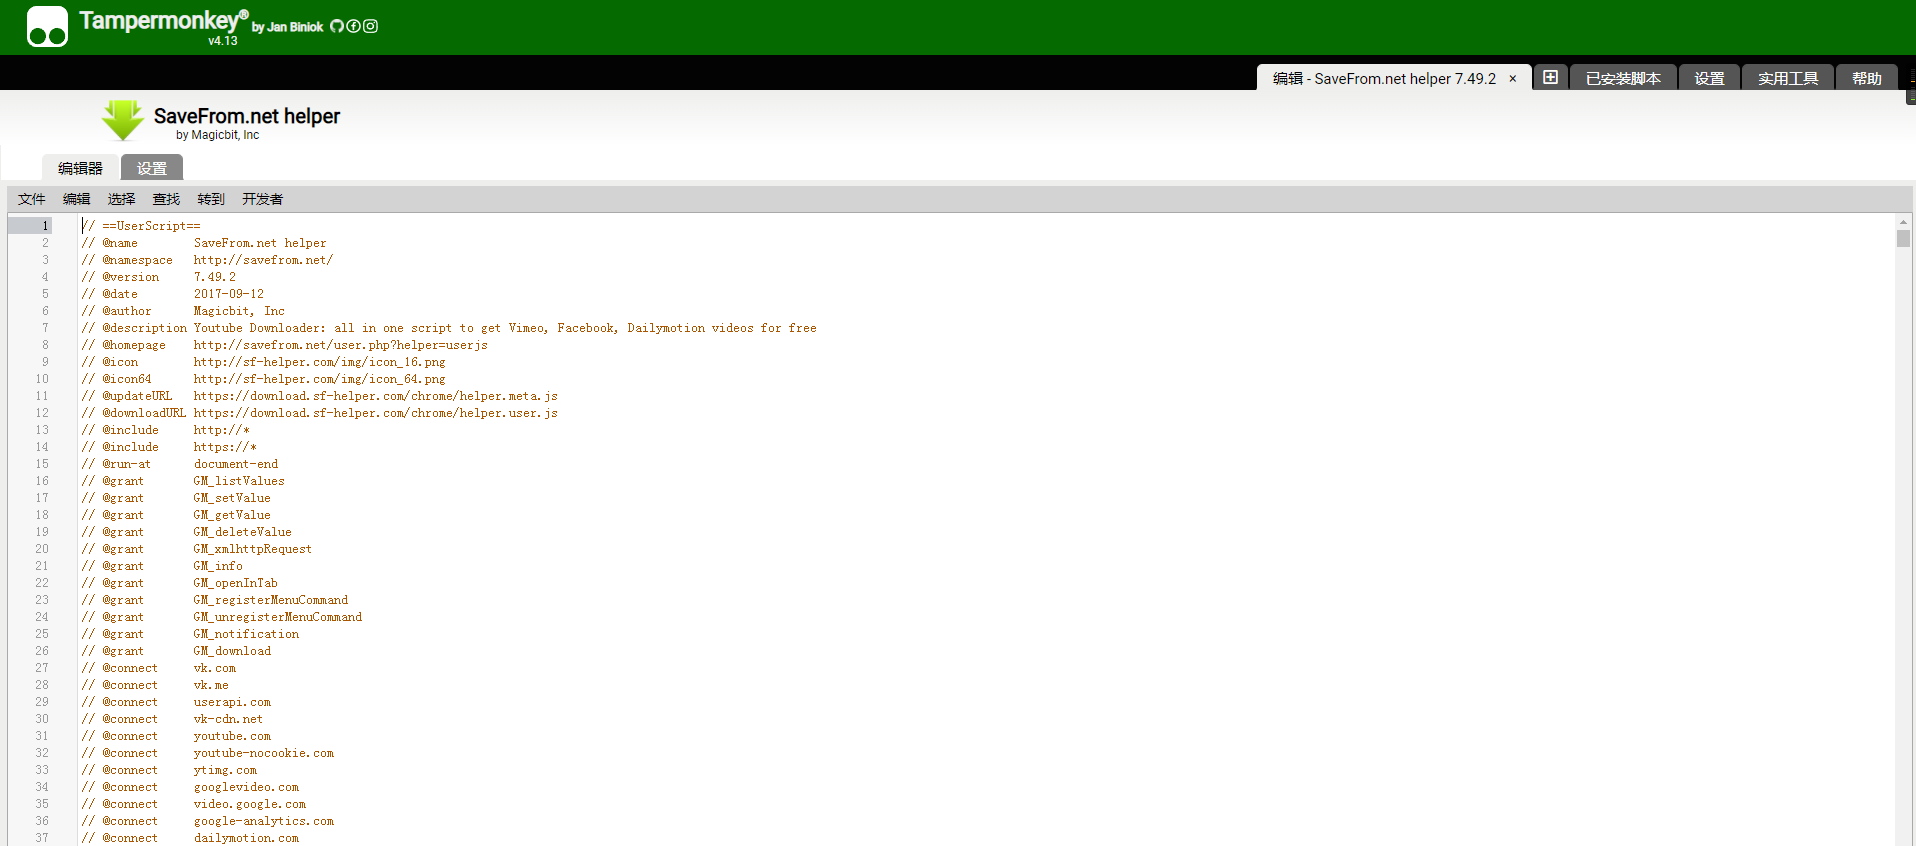 Tampermonkey® by Jan Biniok
v4.13
编辑 - SaveFrom.net helper 7.49.2 × 已安装脚本 设置 实用工具 帮助
SaveFrom.net helper
by Magicbit, Inc
编辑器 设置
文件 编辑 选择 查找 转到 开发者
1 // ==UserScript==
2 // @name SaveFrom.net helper
3 // @namespace http://savefrom.net/
4 // @version 7.49.2
5 // @date 2017-09-12
6 // @author Magicbit, Inc
7 // @description Youtube Downloader: all in one script to get Vimeo, Facebook, Dailymotion videos for free
8 // @homepage http://savefrom.net/user.php?helper=userjs
9 // @icon http://sf-helper.com/img/icon_16.png
10 // @icon64 http://sf-helper.com/img/icon_64.png
11 // @updateURL https://download.sf-helper.com/chrome/helper.meta.js
12 // @downloadURL https://download.sf-helper.com/chrome/helper.user.js
13 // @include http://*
14 // @include https://*
15 // @run-at document-end
16 // @grant GM_listValues
17 // @grant GM_setValue
18 // @grant GM_getValue
19 // @grant GM_deleteValue
20 // @grant GM_xmlhttpRequest
21 // @grant GM_info
22 // @grant GM_openInTab
23 // @grant GM_registerMenuCommand
24 // @grant GM_unregisterMenuCommand
25 // @grant GM_notification
26 // @grant GM_download
27 // @connect vk.com
28 // @connect vk.me
29 // @connect userapi.com
30 // @connect vk-cdn.net
31 // @connect youtube.com
32 // @connect youtube-nocookie.com
33 // @connect ytimg.com
34 // @connect googlevideo.com
35 // @connect video.google.com
36 // @connect google-analytics.com
37 // @connect dailymotion.com